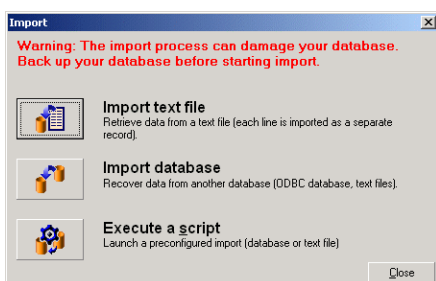 Import
Warning: The import process can damage your database.
Back up your database before starting import.
Import text file
Retrieve data from a text file (each line is imported as a separate
record).
Import database
Recover data from another database (ODBC database, text files).
Execute a script
Launch a preconfigured import (database or text file)
Close